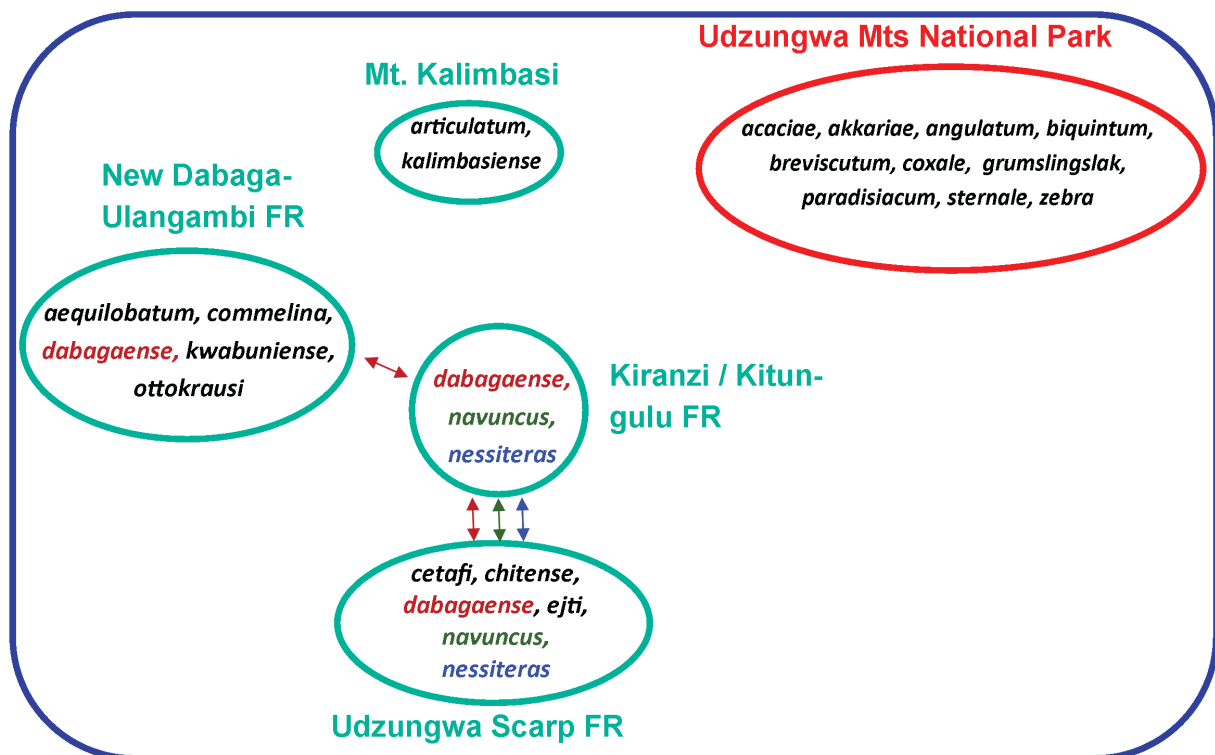 Udzungwa Mts National Park
acaciae, akkariae, angulatum, biquintum,
breviscutum, coxale, grumslingslak,
paradisiacum, sternale, zebra
Mt. Kalimbasi
articulatum,
kalimbasiense
New Dabaga-
Ulangambi FR
aequilobatum, commelina,
dabagaense, kwabuniense,
ottokrausi
Kiranzi / Kitun-
gulu FR
dabagaense,
navuncus,
nessiteras
cetafi, chitense,
dabagaense, ejti,
navuncus,
nessiteras
Udzungwa Scarp FR